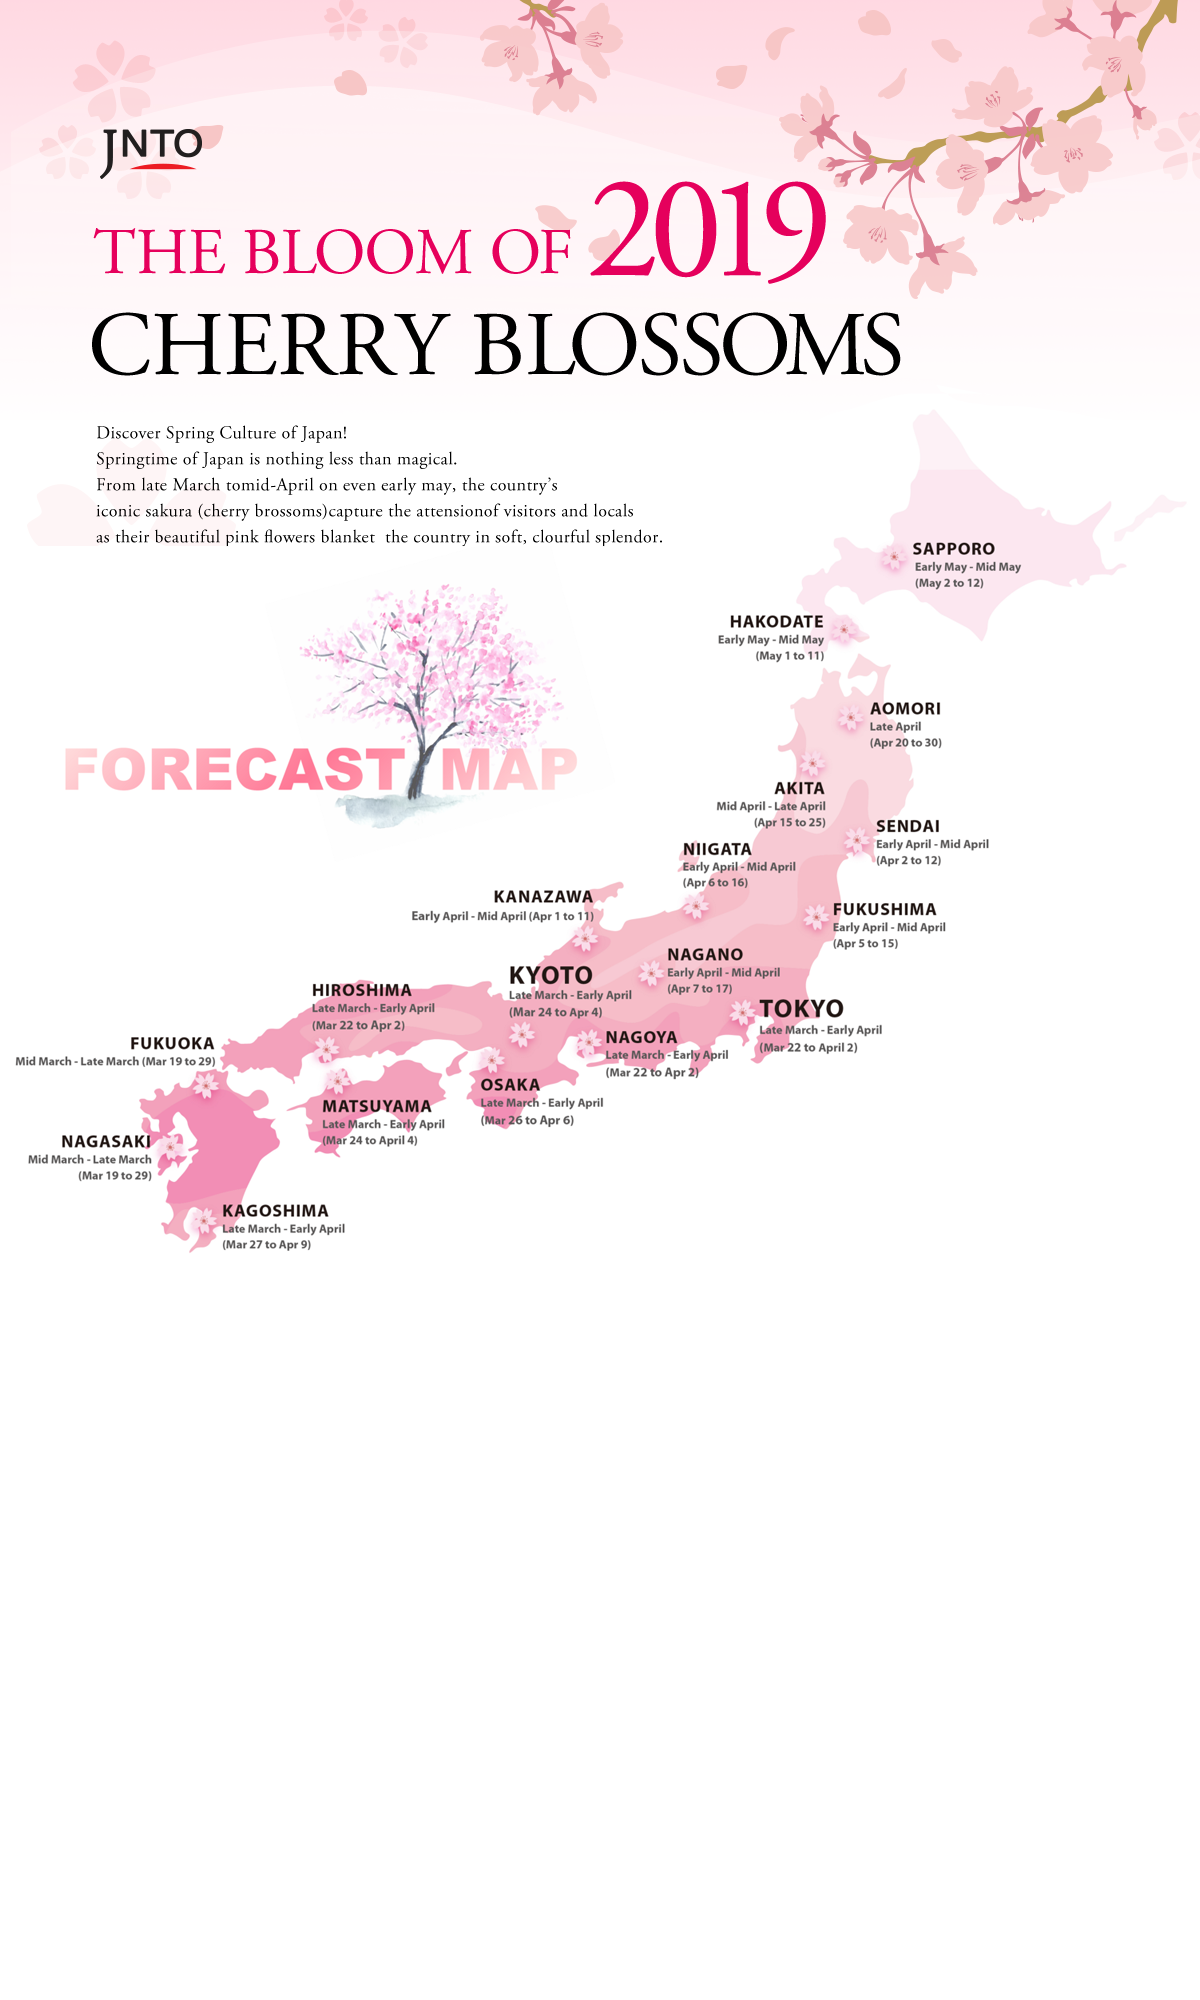 JNTO
THE BLOOM OF 2019
CHERRY BLOSSOMS
Discover Spring Culture of Japan!
Springtime of Japan is nothing less than magical.
From late March tomid-April on even early may, the country's
iconic sakura (cherry brossoms)capture the attensionof visitors and locals
as their beautiful pink flowers blanket the country in soft, clourful splendor.
FORECAST MAP
SAPPORO
Early May - Mid May
(May 2 to 12)
HAKODATE
Early May - Mid May
(May 1 to 11)
AOMORI
Late April
(Apr 20 to 30)
AKITA
Mid April - Late April
(Apr 15 to 25)
SENDAI
Early April - Mid April
(Apr 2 to 12)
NIIGATA
Early April - Mid April
(Apr 6 to 16)
KANAZAWA
Early April - Mid April (Apr 1 to 11)
FUKUSHIMA
Early April - Mid April
(Apr 5 to 15)
NAGANO
Early April - Mid April
(Apr 7 to 17)
KYOTO
Late March - Early April
(Mar 24 to Apr 4)
HIROSHIMA
Late March - Early April
(Mar 22 to Apr 2)
TOKYO
Late March - Early April
(Mar 22 to April 2)
NAGOYA
Late March - Early April
(Mar 22 to Apr 2)
FUKUOKA
Mid March - Late March (Mar 19 to 29)
OSAKA
Late March - Early April
(Mar 26 to Apr 6)
MATSUYAMA
Late March - Early April
(Mar 24 to April 4)
NAGASAKI
Mid March - Late March
(Mar 19 to 29)
KAGOSHIMA
Late March - Early April
(Mar 27 to Apr 9)